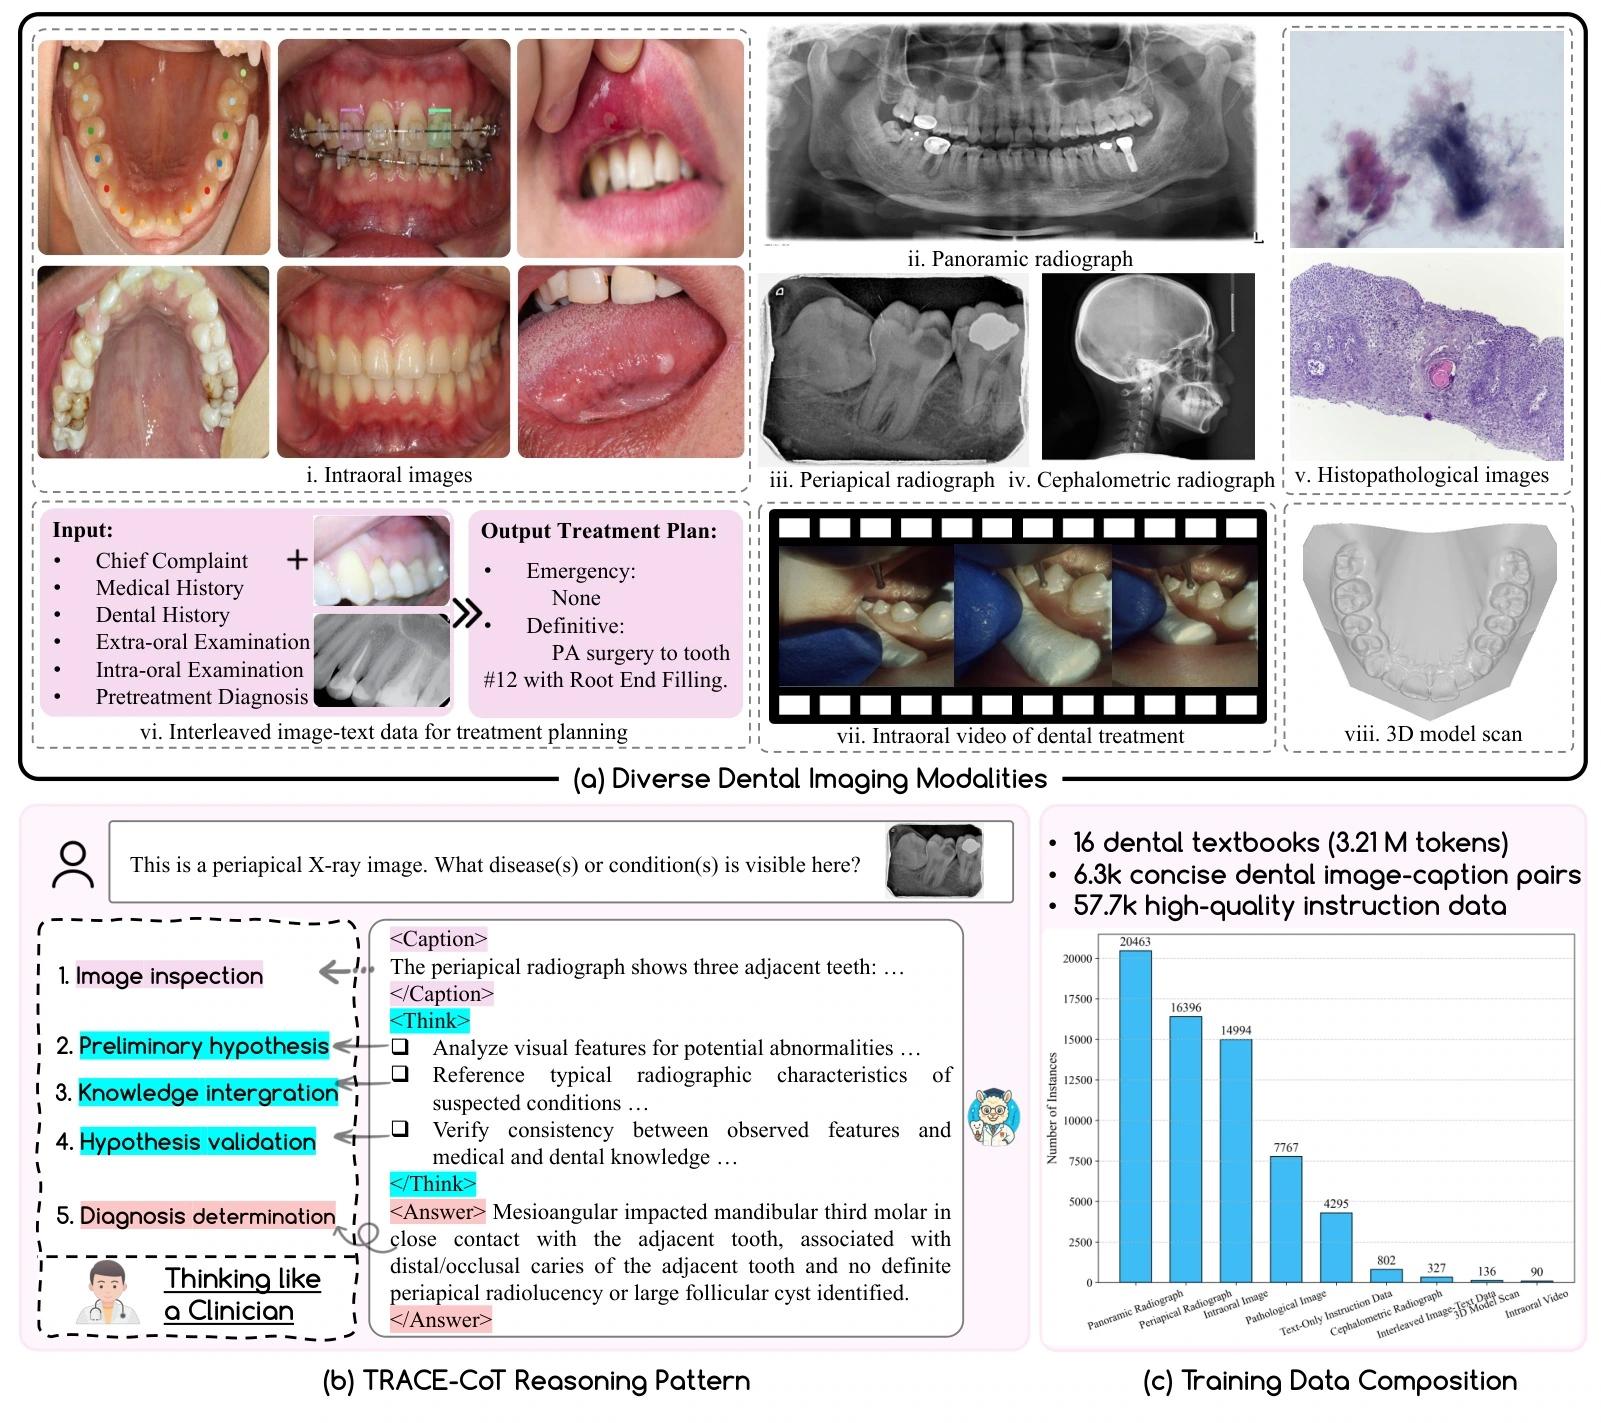 L
i. Intraoral images
ii. Panoramic radiograph
iii. Periapical radiograph
iv. Cephalometric radiograph
v. Histopathological images
Input:
• Chief Complaint
• Medical History
• Dental History
• Extra-oral Examination
• Intra-oral Examination
• Pretreatment Diagnosis
+
Output Treatment Plan:
• Emergency:
None
• Definitive:
PA surgery to tooth
#12 with Root End Filling.
vi. Interleaved image-text data for treatment planning
vii. Intraoral video of dental treatment
viii. 3D model scan
(a) Diverse Dental Imaging Modalities
This is a periapical X-ray image. What disease(s) or condition(s) is visible here?
1. Image inspection
2. Preliminary hypothesis
3. Knowledge intergration
4. Hypothesis validation
5. Diagnosis determination
Thinking like
a Clinician
<Caption>
The periapical radiograph shows three adjacent teeth: …
</Caption>
<Think>
❑ Analyze visual features for potential abnormalities …
❑ Reference typical radiographic characteristics of
suspected conditions …
❑ Verify consistency between observed features and
medical and dental knowledge …
</Think>
<Answer> Mesioangular impacted mandibular third molar in
close contact with the adjacent tooth, associated with
distal/occlusal caries of the adjacent tooth and no definite
periapical radiolucency or large follicular cyst identified.
</Answer>
(b) TRACE-CoT Reasoning Pattern
• 16 dental textbooks (3.21 M tokens)
• 6.3k concise dental image-caption pairs
• 57.7k high-quality instruction data
Number of Instances
20000
17500
15000
12500
10000
7500
5000
2500
0
20463
16396
14994
7767
4295
802
327
136
90
Panoramic Radiograph
Periapical Radiograph
Intraoral Image
Pathological Image
Text-Only Instruction Data
Cephalometric Radiograph
Interleaved Image-Text Data
3D Model Scan
Intraoral Video
(c) Training Data Composition